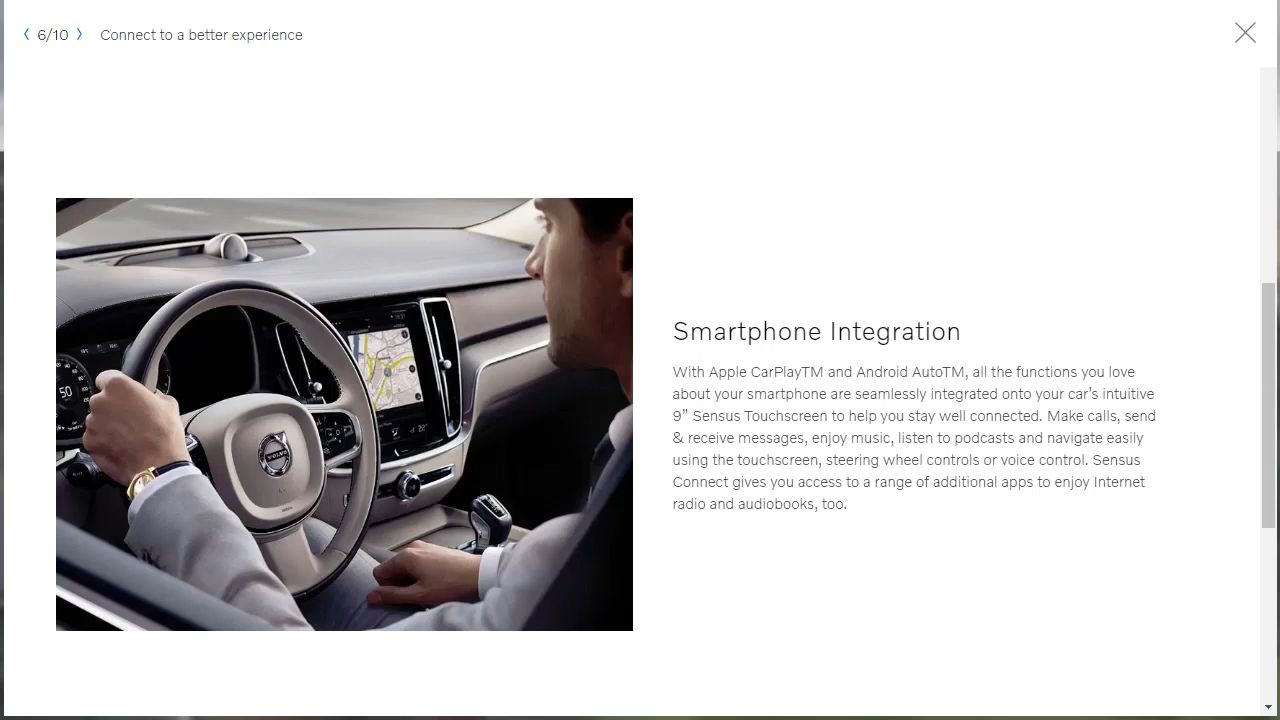 6/10 Connect to a better experience
Smartphone Integration
With Apple CarPlayTM and Android AutoTM, all the functions you love
about your smartphone are seamlessly integrated onto your car’s intuitive
9” Sensus Touchscreen to help you stay well connected. Make calls, send
& receive messages, enjoy music, listen to podcasts and navigate easily
using the touchscreen, steering wheel controls or voice control. Sensus
Connect gives you access to a range of additional apps to enjoy Internet
radio and audiobooks, too.
50
VOLVO